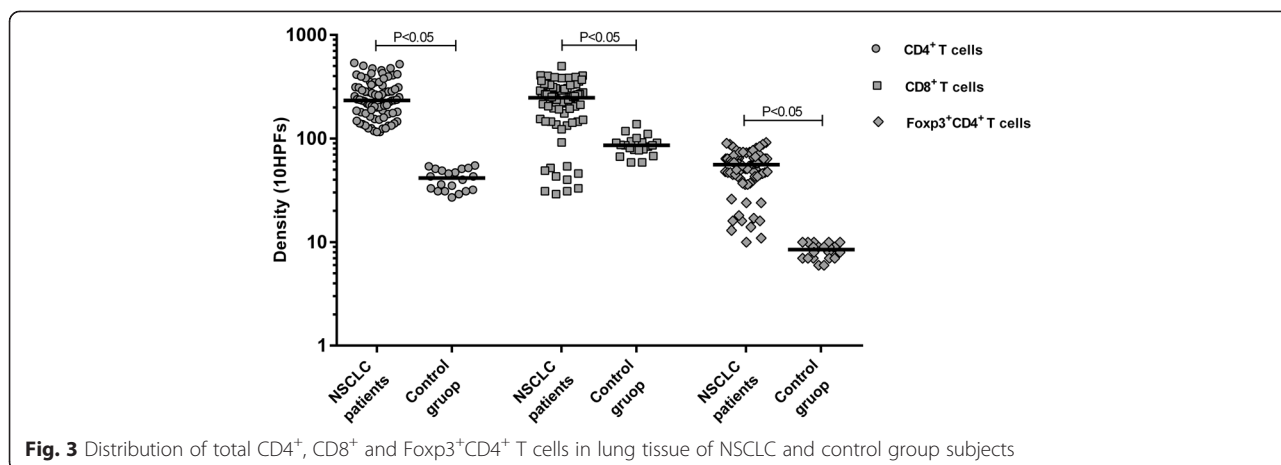 1000
100
10
1
Density (10HPFs)
P<0.05
P<0.05
P<0.05
CD4⁺ T cells
CD8⁺ T cells
Foxp3⁺CD4⁺ T cells
NSCLC
patients
Control
gruop
NSCLC
patients
Control
gruop
NSCLC
patients
Control
gruop
Fig. 3 Distribution of total CD4⁺, CD8⁺ and Foxp3⁺CD4⁺ T cells in lung tissue of NSCLC and control group subjects